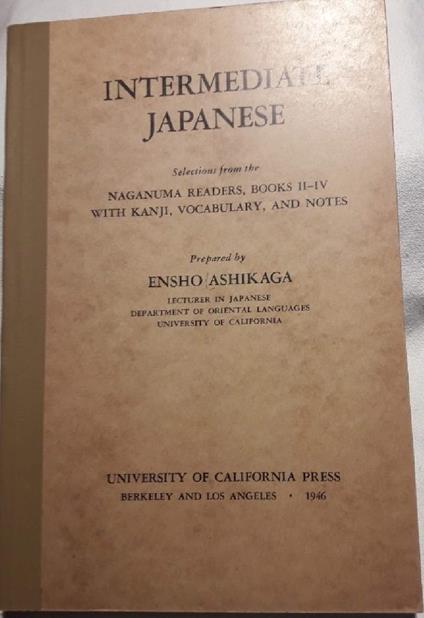 INTERMEDIATE
JAPANESE
Selections from the
NAGANUMA READERS, BOOKS II–IV
WITH KANJI, VOCABULARY, AND NOTES
Prepared by
ENSHO ASHIKAGA
LECTURER IN JAPANESE
DEPARTMENT OF ORIENTAL LANGUAGES
UNIVERSITY OF CALIFORNIA
UNIVERSITY OF CALIFORNIA PRESS
BERKELEY AND LOS ANGELES · 1946